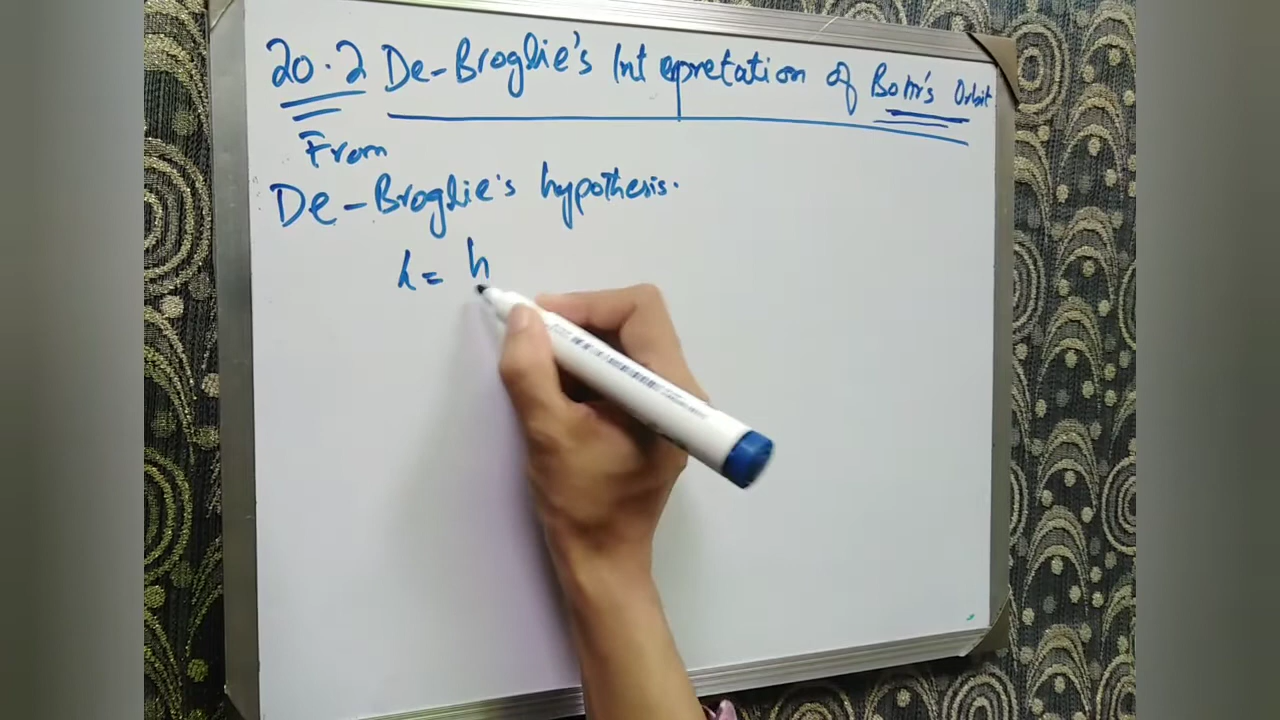 20.2 De-Broglie's Interpretation of Bohr's Orbit
From
De-Broglie's hypothesis.
λ = h